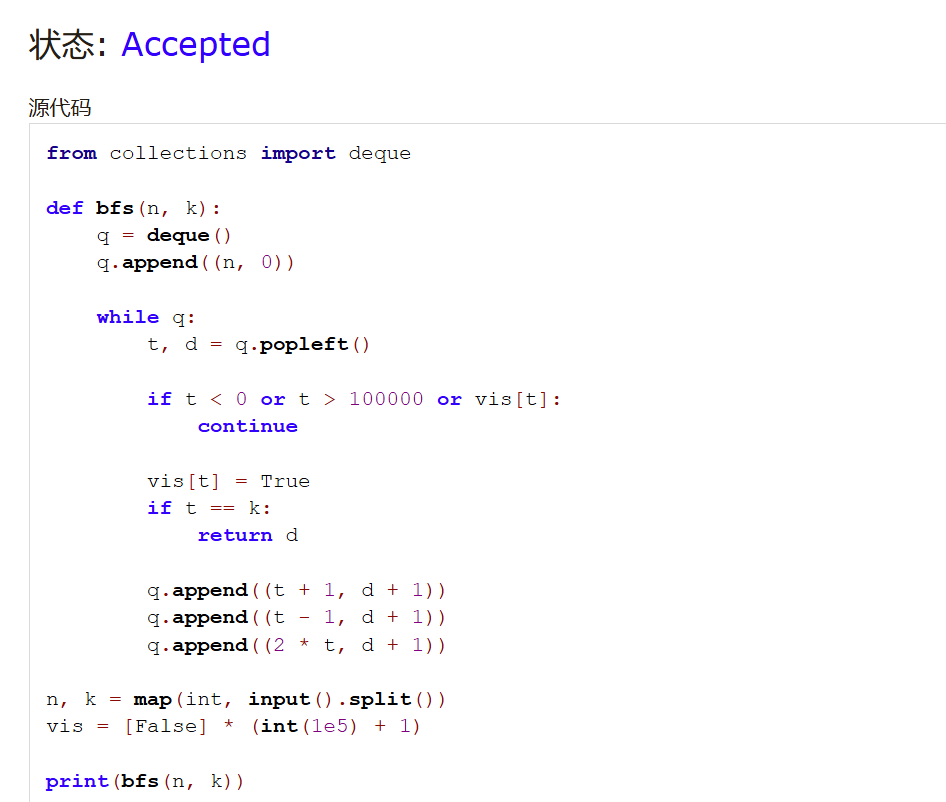 状态: Accepted
源代码
from collections import deque
def bfs(n, k):
    q = deque()
    q.append((n, 0))
    while q:
        t, d = q.popleft()
        if t < 0 or t > 100000 or vis[t]:
            continue
        vis[t] = True
        if t == k:
            return d
        q.append((t + 1, d + 1))
        q.append((t - 1, d + 1))
        q.append((2 * t, d + 1))
n, k = map(int, input().split())
vis = [False] * (int(1e5) + 1)
print(bfs(n, k))